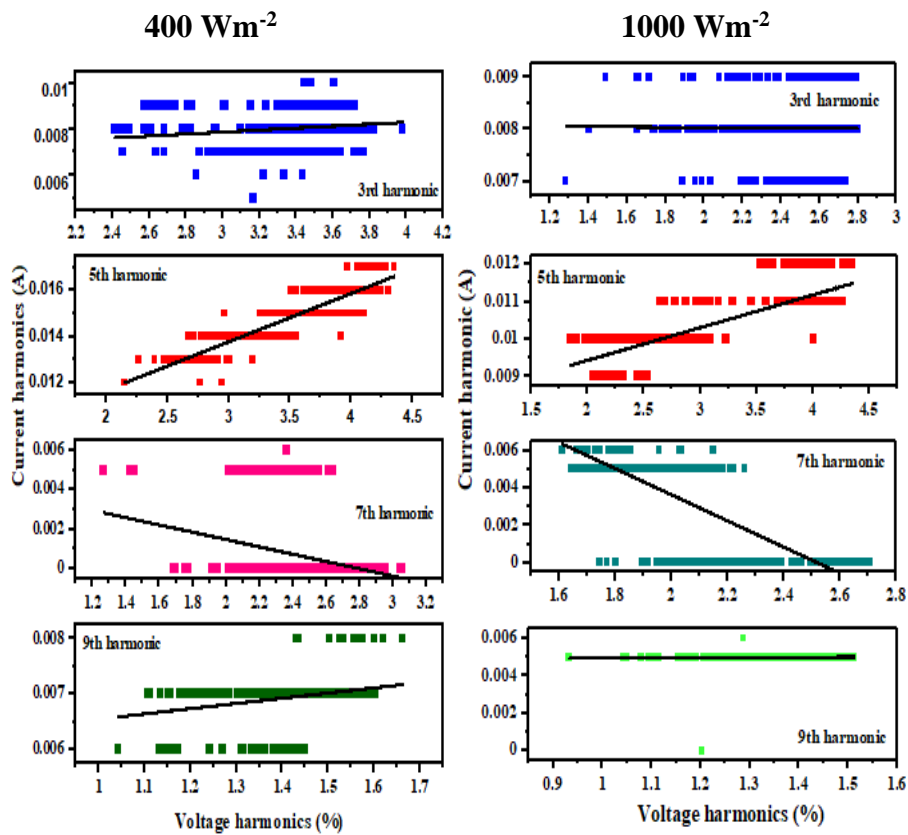 400 Wm-2
1000 Wm-2
0.01
0.008
0.006
3rd harmonic
2.2 2.4 2.6 2.8 3 3.2 3.4 3.6 3.8 4 4.2
0.009
0.008
0.007
3rd harmonic
1.2 1.4 1.6 1.8 2 2.2 2.4 2.6 2.8 3
Current harmonics (A)
5th harmonic
0.016
0.014
0.012
2 2.5 3 3.5 4 4.5
Current harmonic (A)
5th harmonic
0.012
0.011
0.01
0.009
1.5 2 2.5 3 3.5 4 4.5
0.006
0.004
0.002
0
7th harmonic
1.2 1.4 1.6 1.8 2 2.2 2.4 2.6 2.8 3 3.2
0.006
0.004
0.002
0
7th harmonic
1.6 1.8 2 2.2 2.4 2.6 2.8
9th harmonic
0.008
0.007
0.006
1 1.1 1.2 1.3 1.4 1.5 1.6 1.7
Voltage harmonics (%)
0.006
0.004
0.002
0
9th harmonic
0.9 1 1.1 1.2 1.3 1.4 1.5 1.6
Voltage harmonics (%)